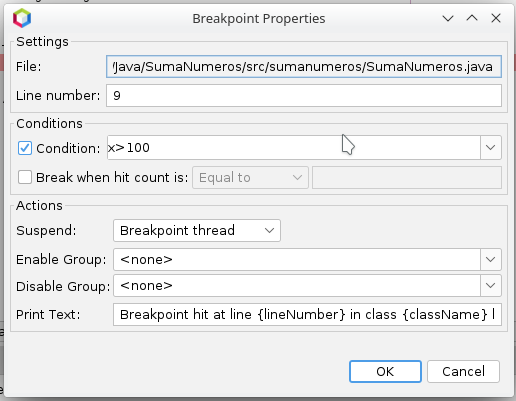 Breakpoint Properties
Settings
File: /Java/SumaNumeros/src/sumanumeros/SumaNumeros.java
Line number: 9
Conditions
Condition: x>100
Break when hit count is: Equal to
Actions
Suspend: Breakpoint thread
Enable Group: <none>
Disable Group: <none>
Print Text: Breakpoint hit at line {lineNumber} in class {className}
OK Cancel